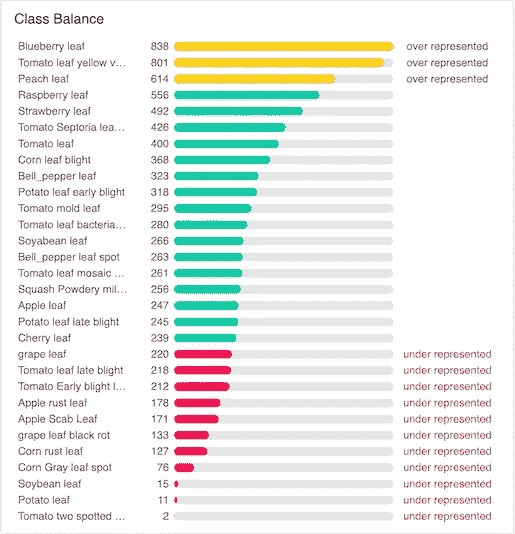 Class Balance
Blueberry leaf 838 over represented
Tomato leaf yellow v... 801 over represented
Peach leaf 614 over represented
Raspberry leaf 556
Strawberry leaf 492
Tomato Septoria lea... 426
Tomato leaf 400
Corn leaf blight 368
Bell_pepper leaf 323
Potato leaf early blight 318
Tomato mold leaf 295
Tomato leaf bacteria... 280
Soyabean leaf 266
Bell_pepper leaf spot 263
Tomato leaf mosaic ... 261
Squash Powdery mil... 256
Apple leaf 247
Potato leaf late blight 245
Cherry leaf 239
grape leaf 220 under represented
Tomato leaf late blight 218 under represented
Tomato Early blight l... 212 under represented
Apple rust leaf 178 under represented
Apple Scab Leaf 171 under represented
grape leaf black rot 133 under represented
Corn rust leaf 127 under represented
Corn Gray leaf spot 76 under represented
Soybean leaf 15 under represented
Potato leaf 11 under represented
Tomato two spotted ... 2 under represented